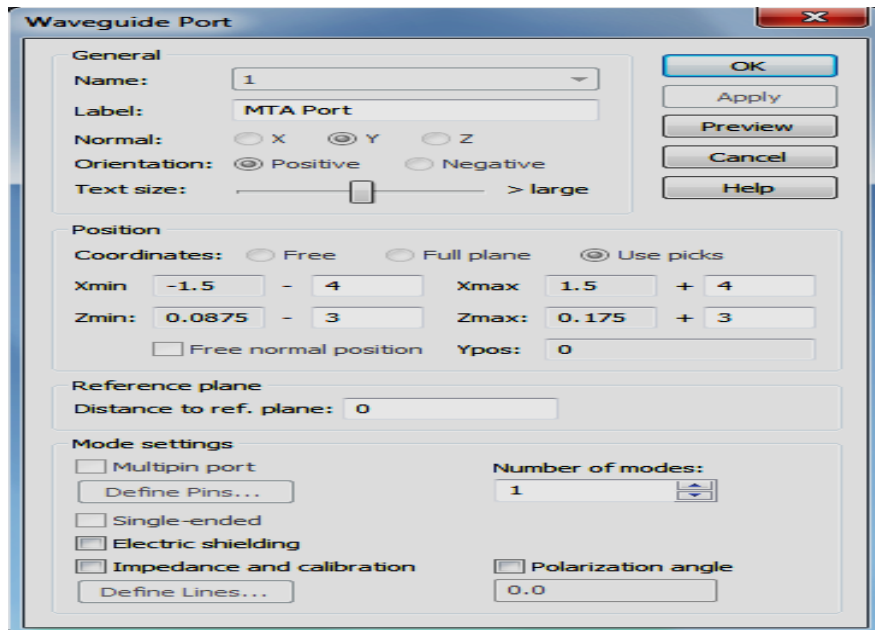 Waveguide Port
General
Name: 1
Label: MTA Port
Normal: X Y Z
Orientation: Positive Negative
Text size: > large
OK
Apply
Preview
Cancel
Help
Position
Coordinates: Free Full plane Use picks
Xmin -1.5 - 4 Xmax 1.5 + 4
Zmin: 0.0875 - 3 Zmax: 0.175 + 3
Free normal position Ypos: 0
Reference plane
Distance to ref. plane: 0
Mode settings
Multipin port
Define Pins...
Number of modes:
1
Single-ended
Electric shielding
Impedance and calibration
Define Lines...
Polarization angle
0.0